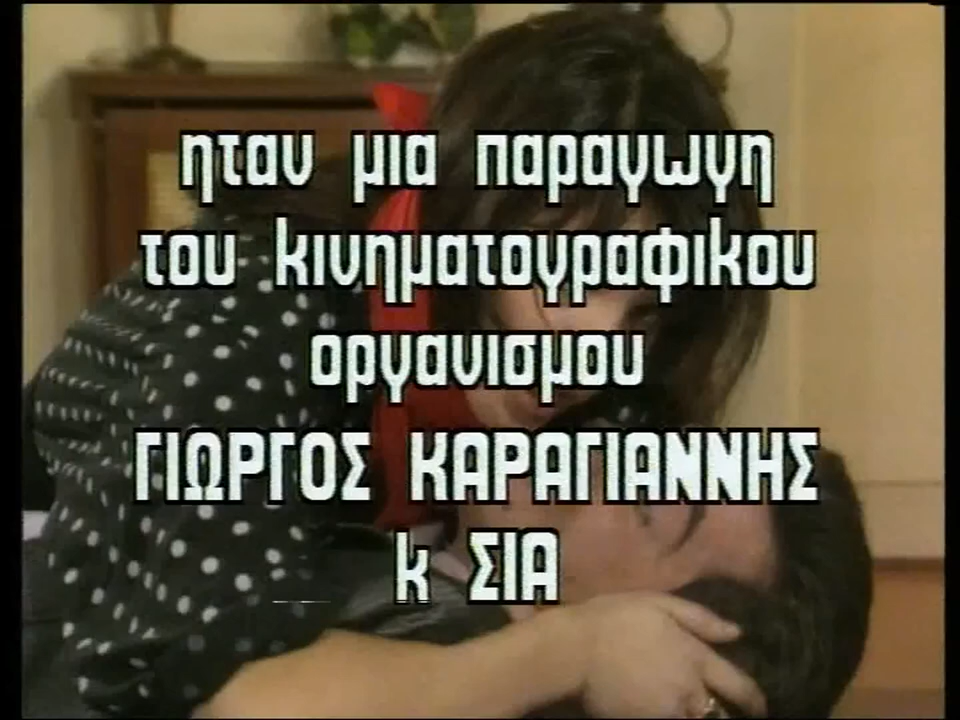 ηταν μια παραγωγη
του κινηματογραφικου
οργανισμου
ΓΙΩΡΓΟΣ ΚΑΡΑΓΙΑΝΝΗΣ
κ ΣΙΑ